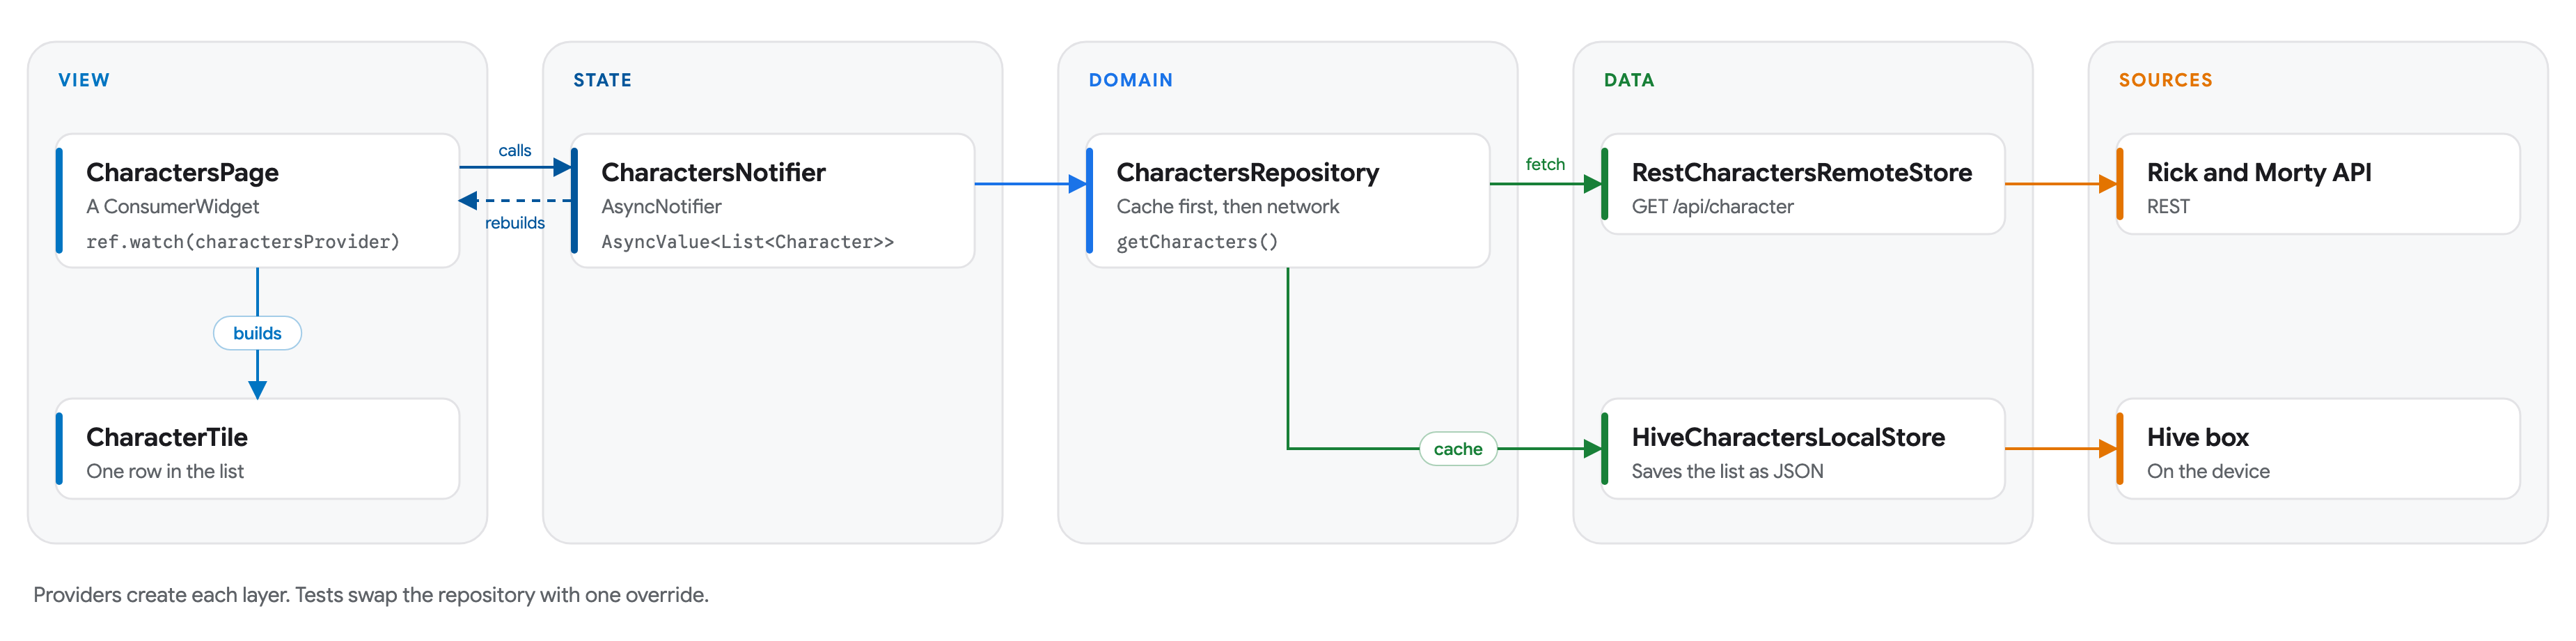 VIEW
CharactersPage
A ConsumerWidget
ref.watch(charactersProvider)
builds
CharacterTile
One row in the list
calls
rebuilds
STATE
CharactersNotifier
AsyncNotifier
AsyncValue<List<Character>>
DOMAIN
CharactersRepository
Cache first, then network
getCharacters()
fetch
cache
DATA
RestCharactersRemoteStore
GET /api/character
HiveCharactersLocalStore
Saves the list as JSON
SOURCES
Rick and Morty API
REST
Hive box
On the device
Providers create each layer. Tests swap the repository with one override.